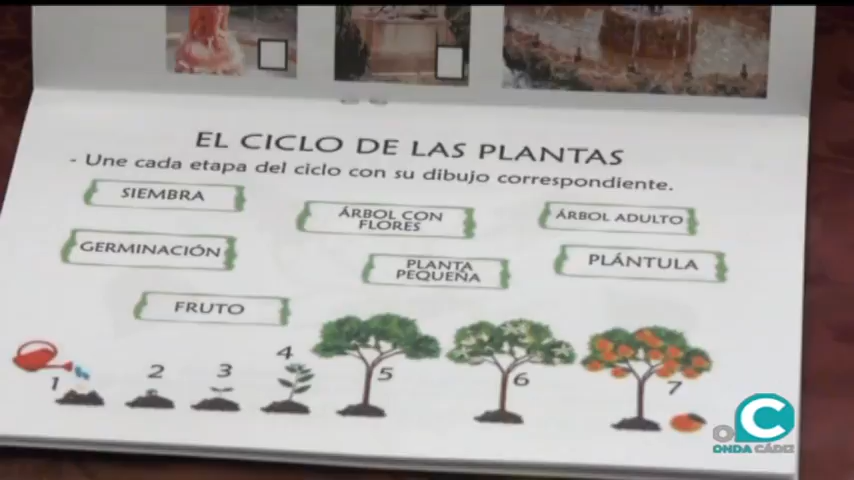 EL CICLO DE LAS PLANTAS
- Une cada etapa del ciclo con su dibujo correspondiente.
SIEMBRA
ÁRBOL CON
FLORES
ÁRBOL ADULTO
GERMINACIÓN
PLANTA
PEQUEÑA
PLÁNTULA
FRUTO
1
2
3
4
5
6
7
C
ONDA CÁDIZ